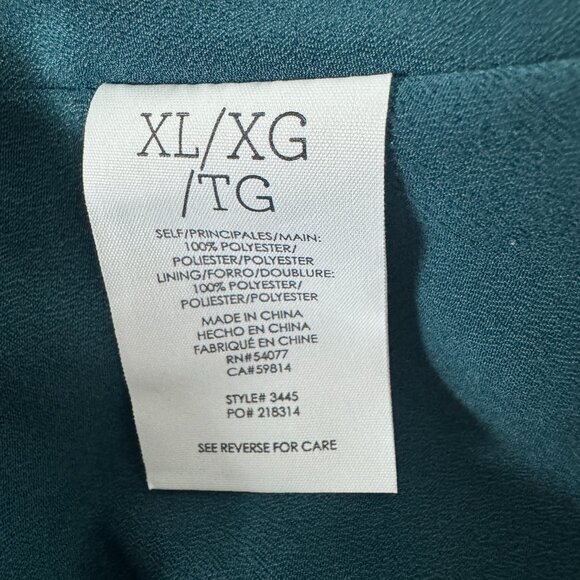 XL/XG
/TG
SELF/PRINCIPALES/MAIN:
100% POLYESTER/
POLIESTER/POLYESTER
LINING/FORRO/DOUBLURE:
100% POLYESTER/
POLIESTER/POLYESTER
MADE IN CHINA
HECHO EN CHINA
FABRIQUÉ EN CHINE
RN#54077
CA#59814
STYLE# 3445
PO# 218314
SEE REVERSE FOR CARE